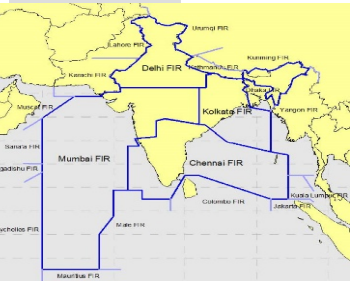 Urumqi FIR
Lahore FIR
Kunming FIR
Delhi FIR
Kathmandu FIR
Karachi FIR
Dhaka FIR
Muscat FIR
Kolkata FIR
Yangon FIR
Sanaa FIR
Mumbai FIR
Chennai FIR
Mogadishu FIR
Kuala Lumpur FIR
Colombo FIR
Jakarta FIR
Male FIR
Seychelles FIR
Mauritius FIR